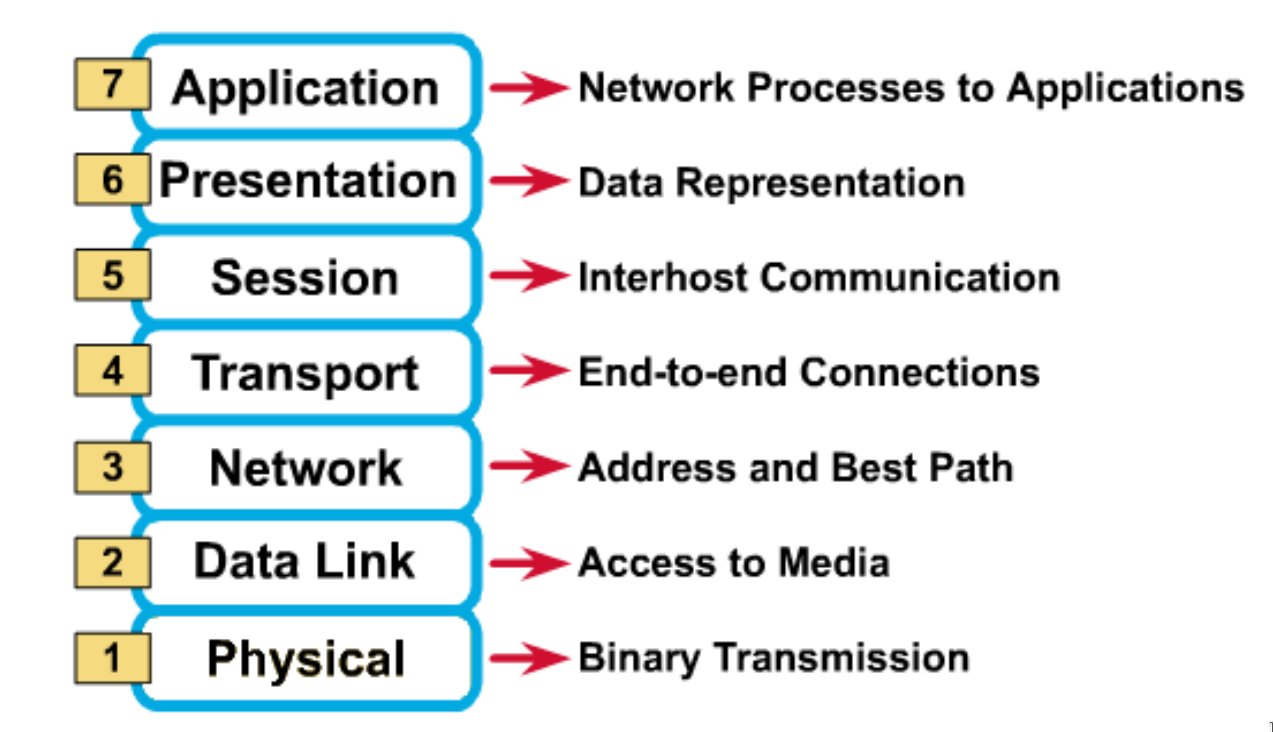 7 Application Network Processes to Applications
6 Presentation Data Representation
5 Session Interhost Communication
4 Transport End-to-end Connections
3 Network Address and Best Path
2 Data Link Access to Media
1 Physical Binary Transmission